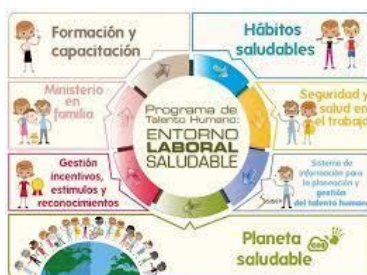 Formación y
capacitación
Hábitos
saludables
Ministerio
en
familia
Programa de
Talento Humano:
ENTORNO
LABORAL
SALUDABLE
Seguridad y
salud en
el trabajo
Gestión
incentivos,
estímulos y
reconocimientos
Sistema de
información para
la planeación y
gestión
del talento humano
Planeta
saludable